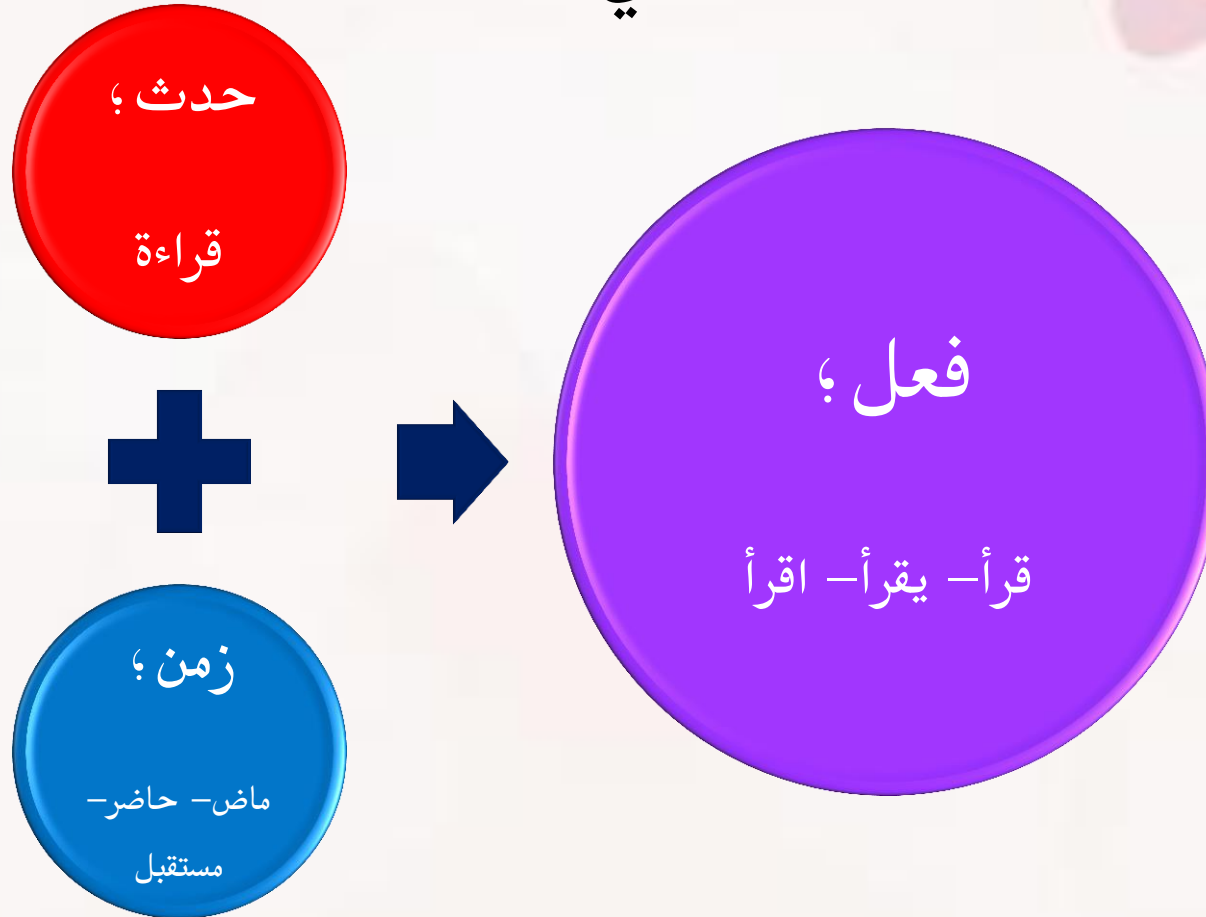 حدث ؛
قراءة
زمن ؛
ماض– حاضر–
مستقبل
فعل ؛
قرأ– يقرأ– اقرأ